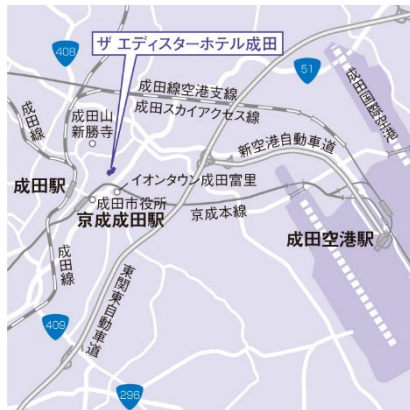 ザ エディスターホテル成田
408
51
成田線空港支線
成田スカイアクセス線
成田国際空港
成田線
成田山
新勝寺
新空港自動車道
成田駅
イオンタウン成田富里
成田市役所
京成成田駅
京成本線
成田空港駅
成田線
東関東自動車道
409
296